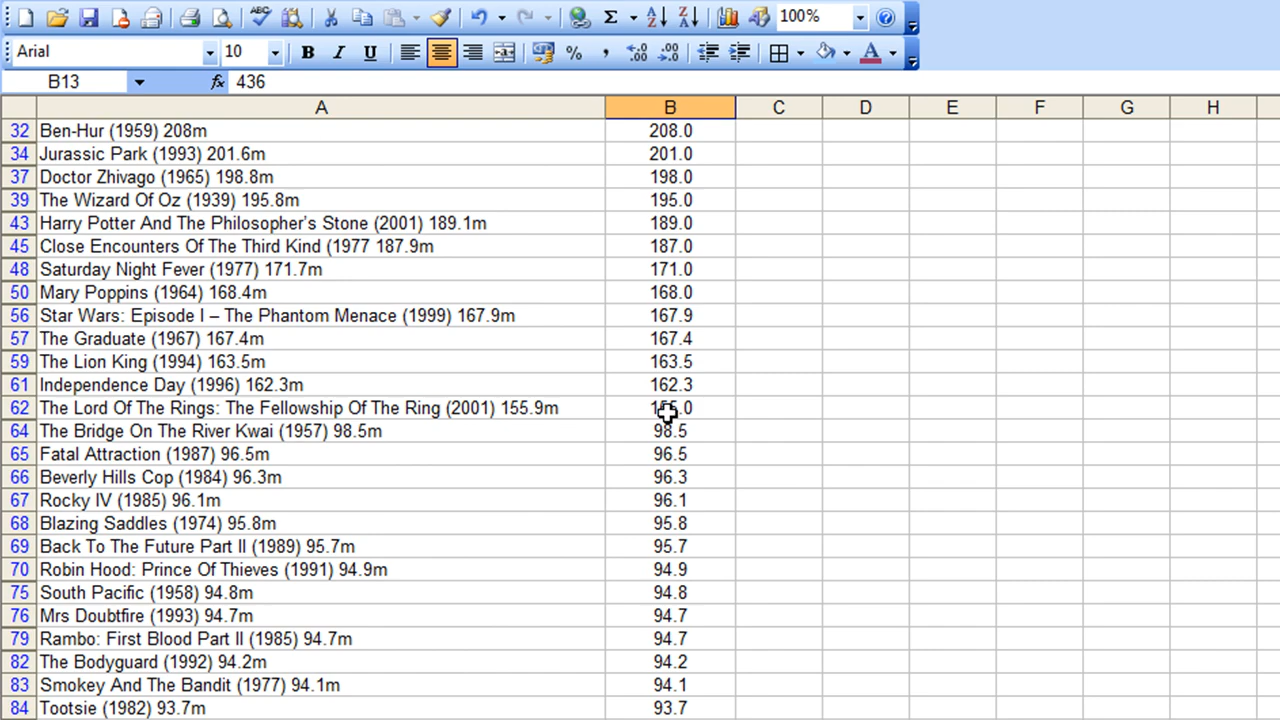 100%
Arial 10 B I U
B13 fx 436
A B C D E F G H
32 Ben-Hur (1959) 208m 208.0
34 Jurassic Park (1993) 201.6m 201.0
37 Doctor Zhivago (1965) 198.8m 198.0
39 The Wizard Of Oz (1939) 195.8m 195.0
43 Harry Potter And The Philosopher's Stone (2001) 189.1m 189.0
45 Close Encounters Of The Third Kind (1977 187.9m 187.0
48 Saturday Night Fever (1977) 171.7m 171.0
50 Mary Poppins (1964) 168.4m 168.0
56 Star Wars: Episode I – The Phantom Menace (1999) 167.9m 167.9
57 The Graduate (1967) 167.4m 167.4
59 The Lion King (1994) 163.5m 163.5
61 Independence Day (1996) 162.3m 162.3
62 The Lord Of The Rings: The Fellowship Of The Ring (2001) 155.9m 155.0
64 The Bridge On The River Kwai (1957) 98.5m 98.5
65 Fatal Attraction (1987) 96.5m 96.5
66 Beverly Hills Cop (1984) 96.3m 96.3
67 Rocky IV (1985) 96.1m 96.1
68 Blazing Saddles (1974) 95.8m 95.8
69 Back To The Future Part II (1989) 95.7m 95.7
70 Robin Hood: Prince Of Thieves (1991) 94.9m 94.9
75 South Pacific (1958) 94.8m 94.8
76 Mrs Doubtfire (1993) 94.7m 94.7
79 Rambo: First Blood Part II (1985) 94.7m 94.7
82 The Bodyguard (1992) 94.2m 94.2
83 Smokey And The Bandit (1977) 94.1m 94.1
84 Tootsie (1982) 93.7m 93.7